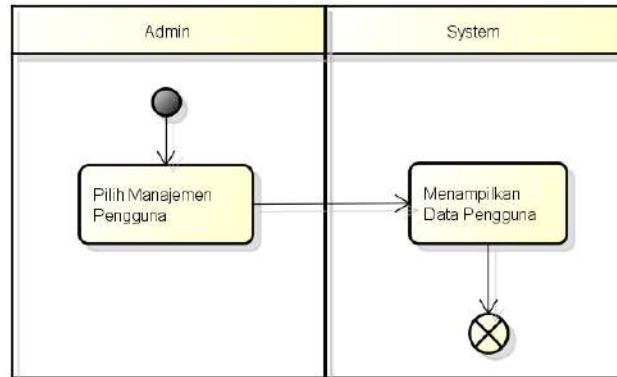 Admin
System
Pilih Manajemen
Pengguna
Menampilkan
Data Pengguna